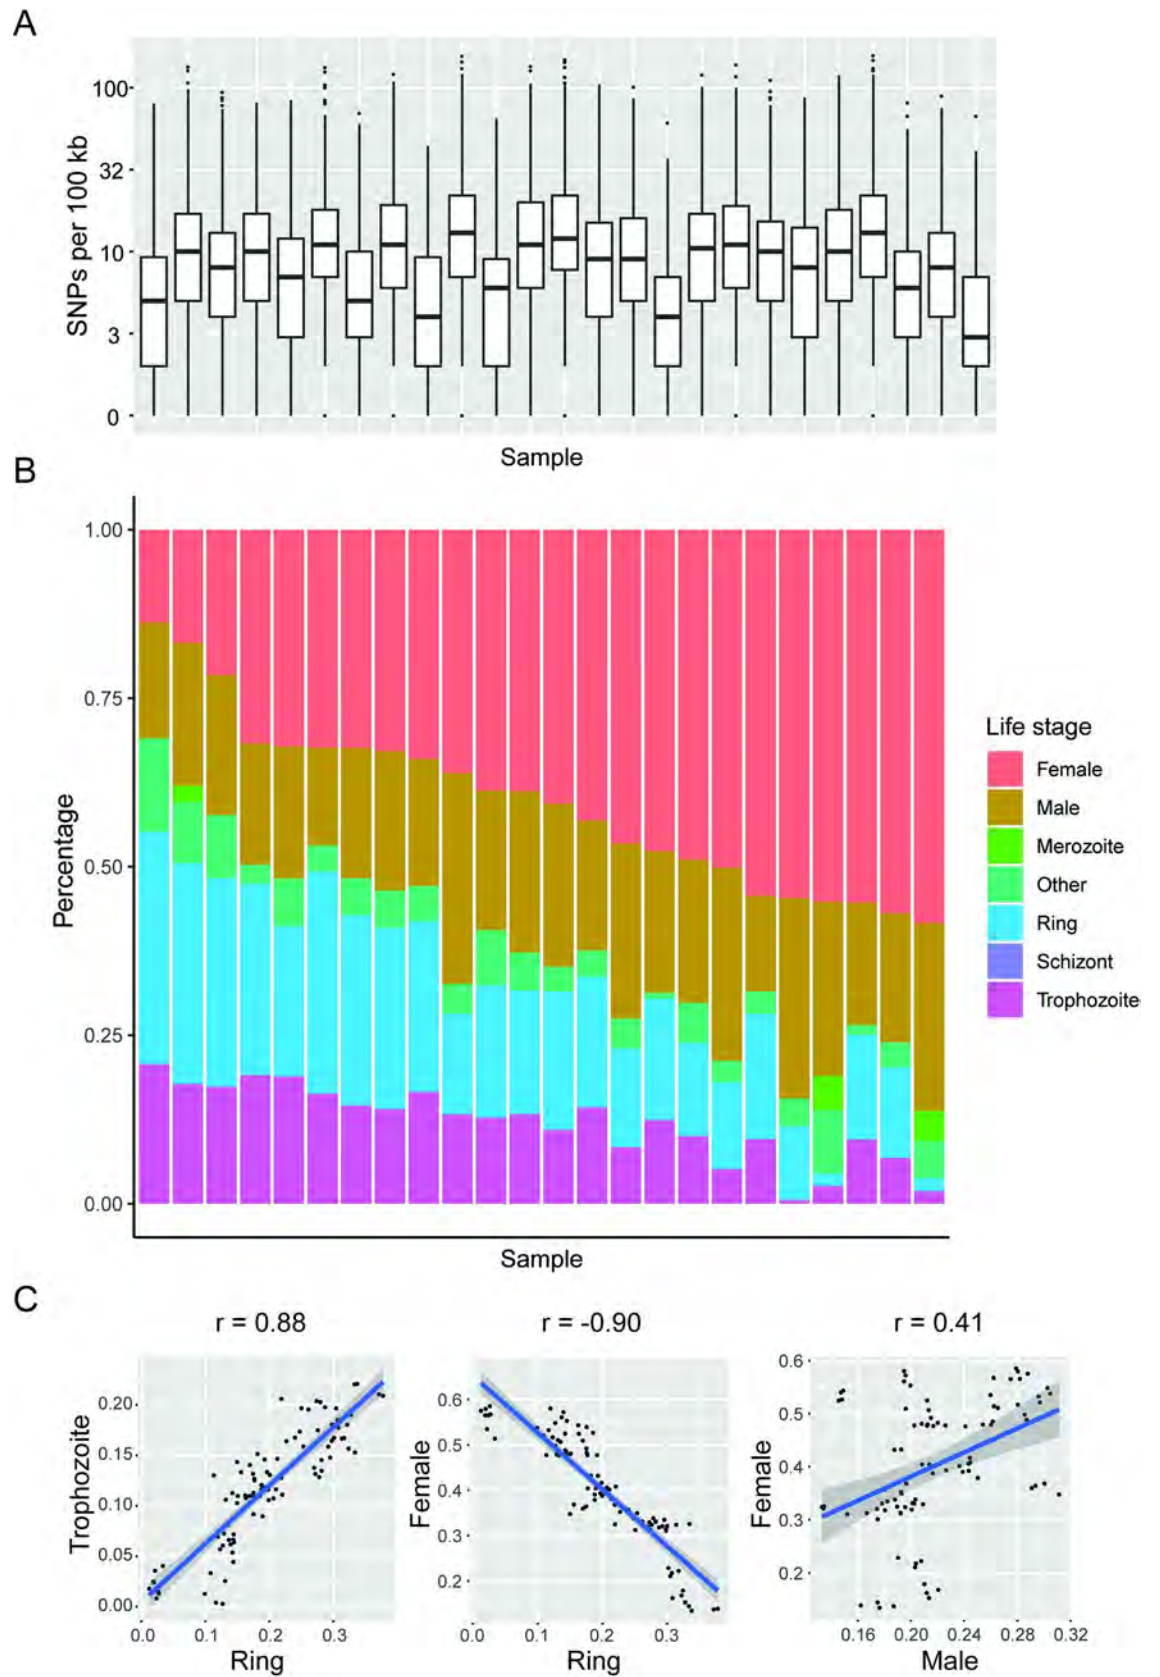 A
SNPs per 100 kb
100
32
10
3
0
Sample
B
Percentage
1.00
0.75
0.50
0.25
0.00
Sample
Life stage
Female
Male
Merozoite
Other
Ring
Schizont
Trophozoite
C
r = 0.88
Trophozoite
0.20
0.15
0.10
0.05
0.00
0.0 0.1 0.2 0.3
Ring
r = -0.90
Female
0.6
0.5
0.4
0.3
0.2
0.0 0.1 0.2 0.3
Ring
r = 0.41
Female
0.6
0.5
0.4
0.3
0.2
0.16 0.20 0.24 0.28 0.32
Male